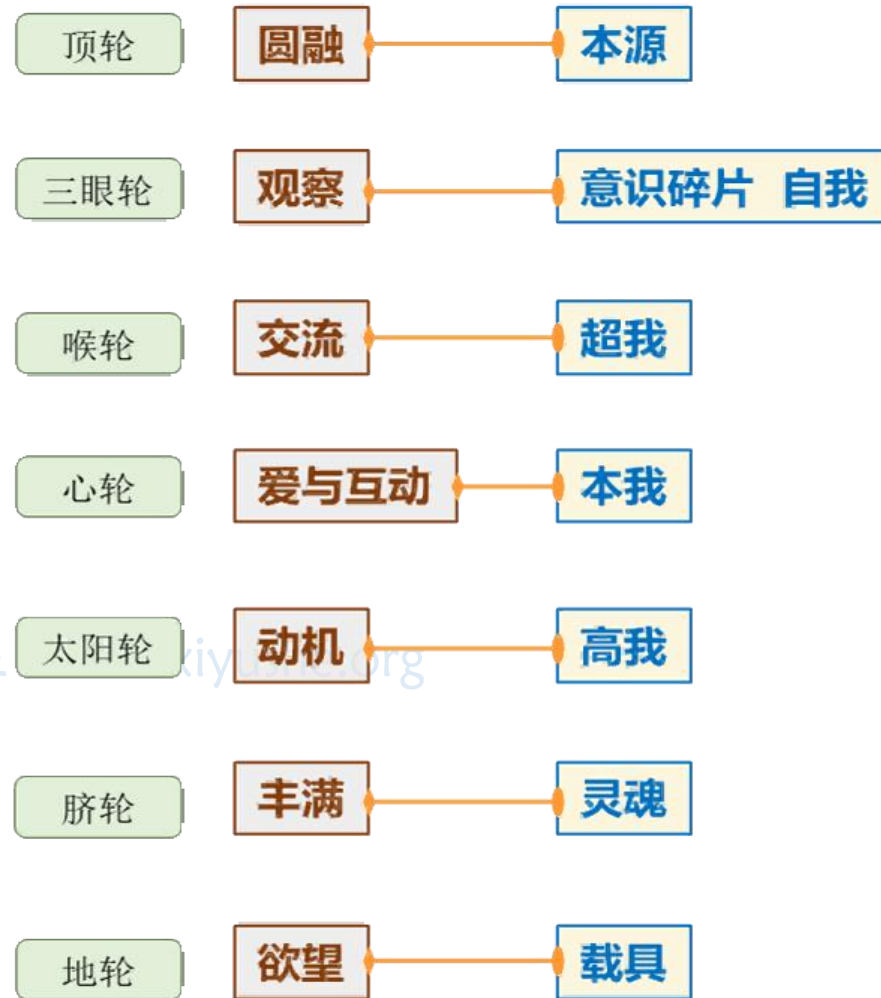 顶轮 圆融 本源
三眼轮 观察 意识碎片 自我
喉轮 交流 超我
心轮 爱与互动 本我
太阳轮 动机 高我
脐轮 丰满 灵魂
地轮 欲望 载具